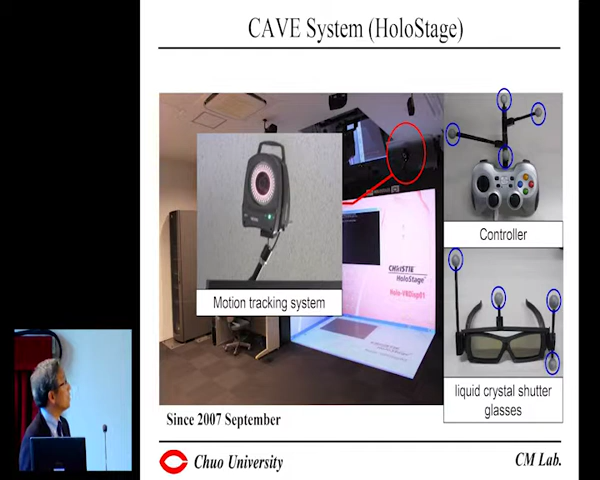 CAVE System (HoloStage)
CHRISTIE
HoloStage
Motion tracking system
Controller
liquid crystal shutter
glasses
Since 2007 September
Chuo University
CM Lab.